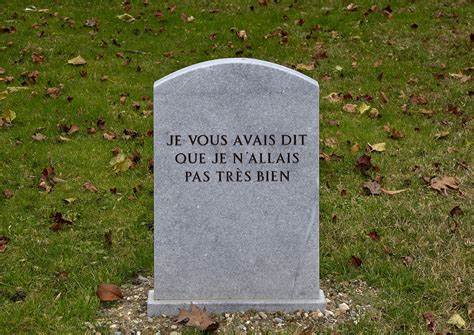 JE VOUS AVAIS DIT
QUE JE N'ALLAIS
PAS TRÈS BIEN